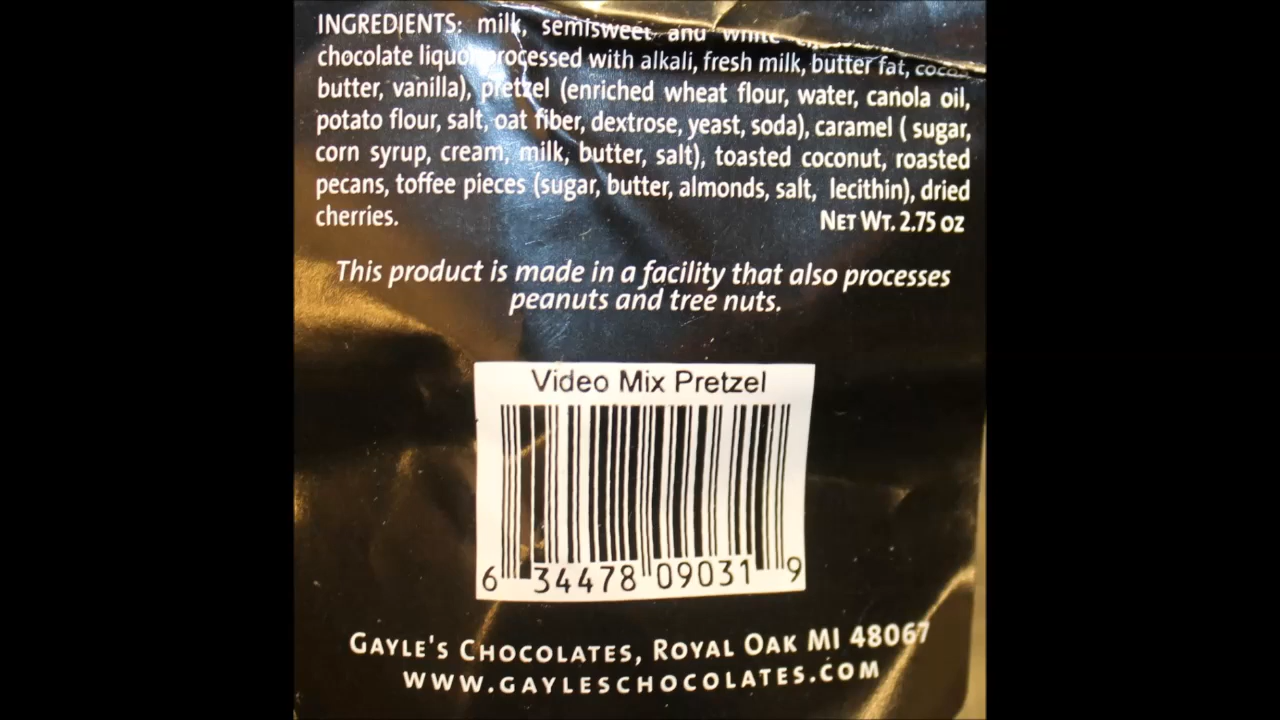 INGREDIENTS: milk, semisweet and white
chocolate liquor processed with alkali, fresh milk, butter fat, cocoa
butter, vanilla), pretzel (enriched wheat flour, water, canola oil,
potato flour, salt, oat fiber, dextrose, yeast, soda), caramel ( sugar,
corn syrup, cream, milk, butter, salt), toasted coconut, roasted
pecans, toffee pieces (sugar, butter, almonds, salt, lecithin), dried
cherries. NET WT. 2.75 OZ
This product is made in a facility that also processes
peanuts and tree nuts.
Video Mix Pretzel
6 34478 09031 9
GAYLE'S CHOCOLATES, ROYAL OAK MI 48067
WWW.GAYLESCHOCOLATES.COM